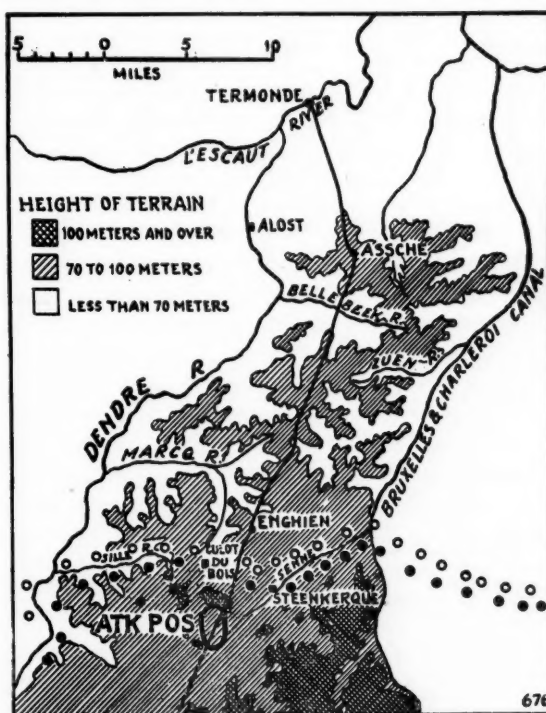 5 0 5 10
MILES
TERMONDE
RIVER
L'ESCAUT
HEIGHT OF TERRAIN
100 METERS AND OVER
70 TO 100 METERS
LESS THAN 70 METERS
ALOST
ASSCHE
BELLE BEEK R.
ZUEN R.
BRUXELLES & CHARLEROI CANAL
DENDRE R
MARCQ R.
ENGHIEN
SILLE R.
CULOT
DU
BOIS
SENNE
STEENKERQUE
ATK POS
676